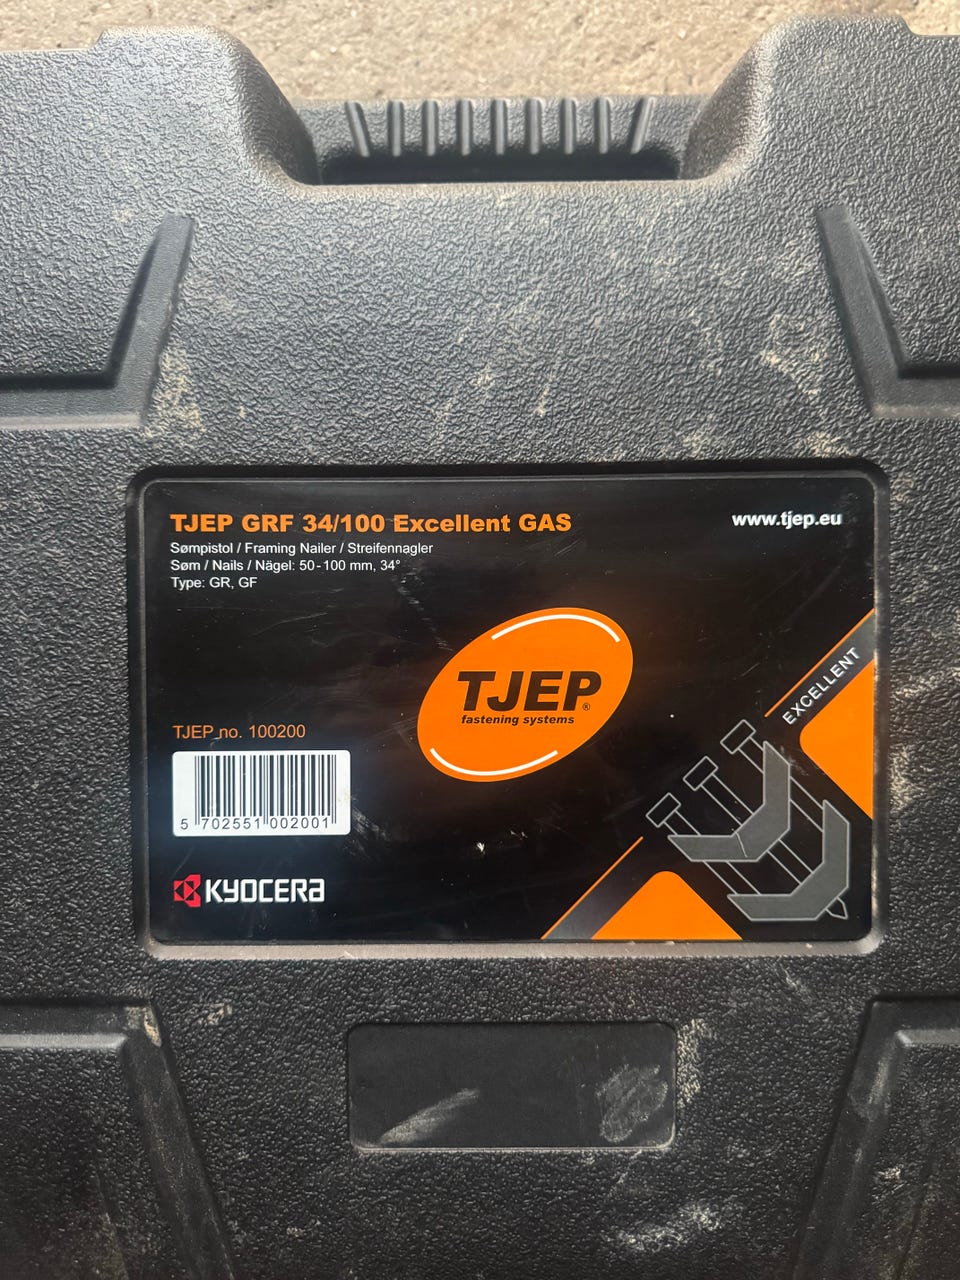 TJEP GRF 34/100 Excellent GAS
www.tjep.eu
Sømpistol / Framing Nailer / Streifennagler
Søm / Nails / Nägel: 50-100 mm, 34°
Type: GR, GF
EXCELLENT
TJEP®
fastening systems
TJEP no. 100200
5 702551 002001
KYOCERA